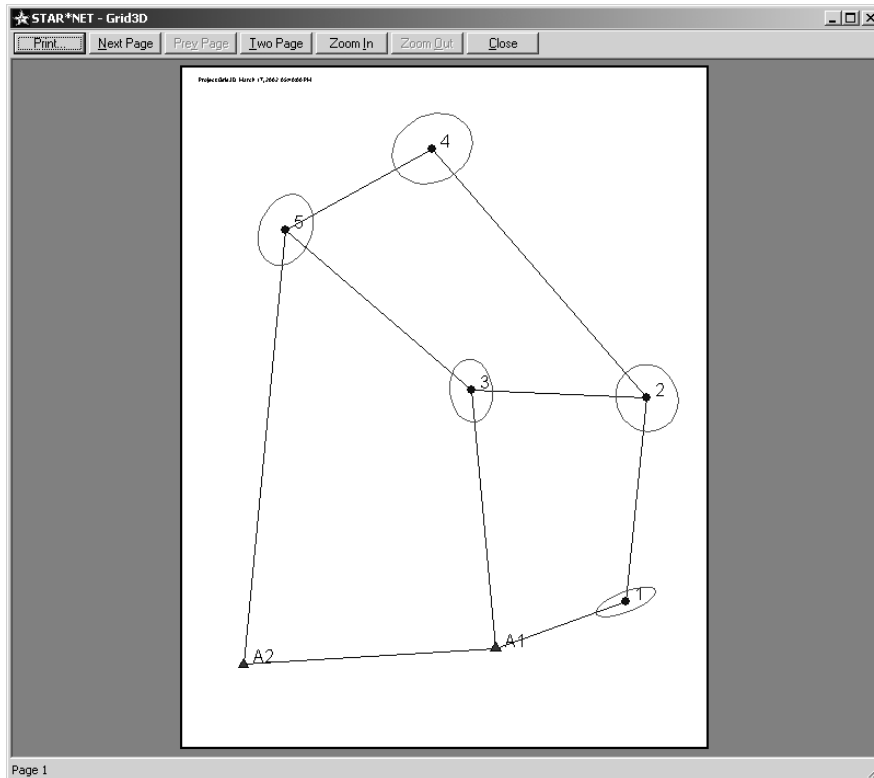 STAR*NET - Grid3D
Print... Next Page Prev Page Two Page Zoom In Zoom Out Close
4
5
3
2
1
A1
A2
Page 1